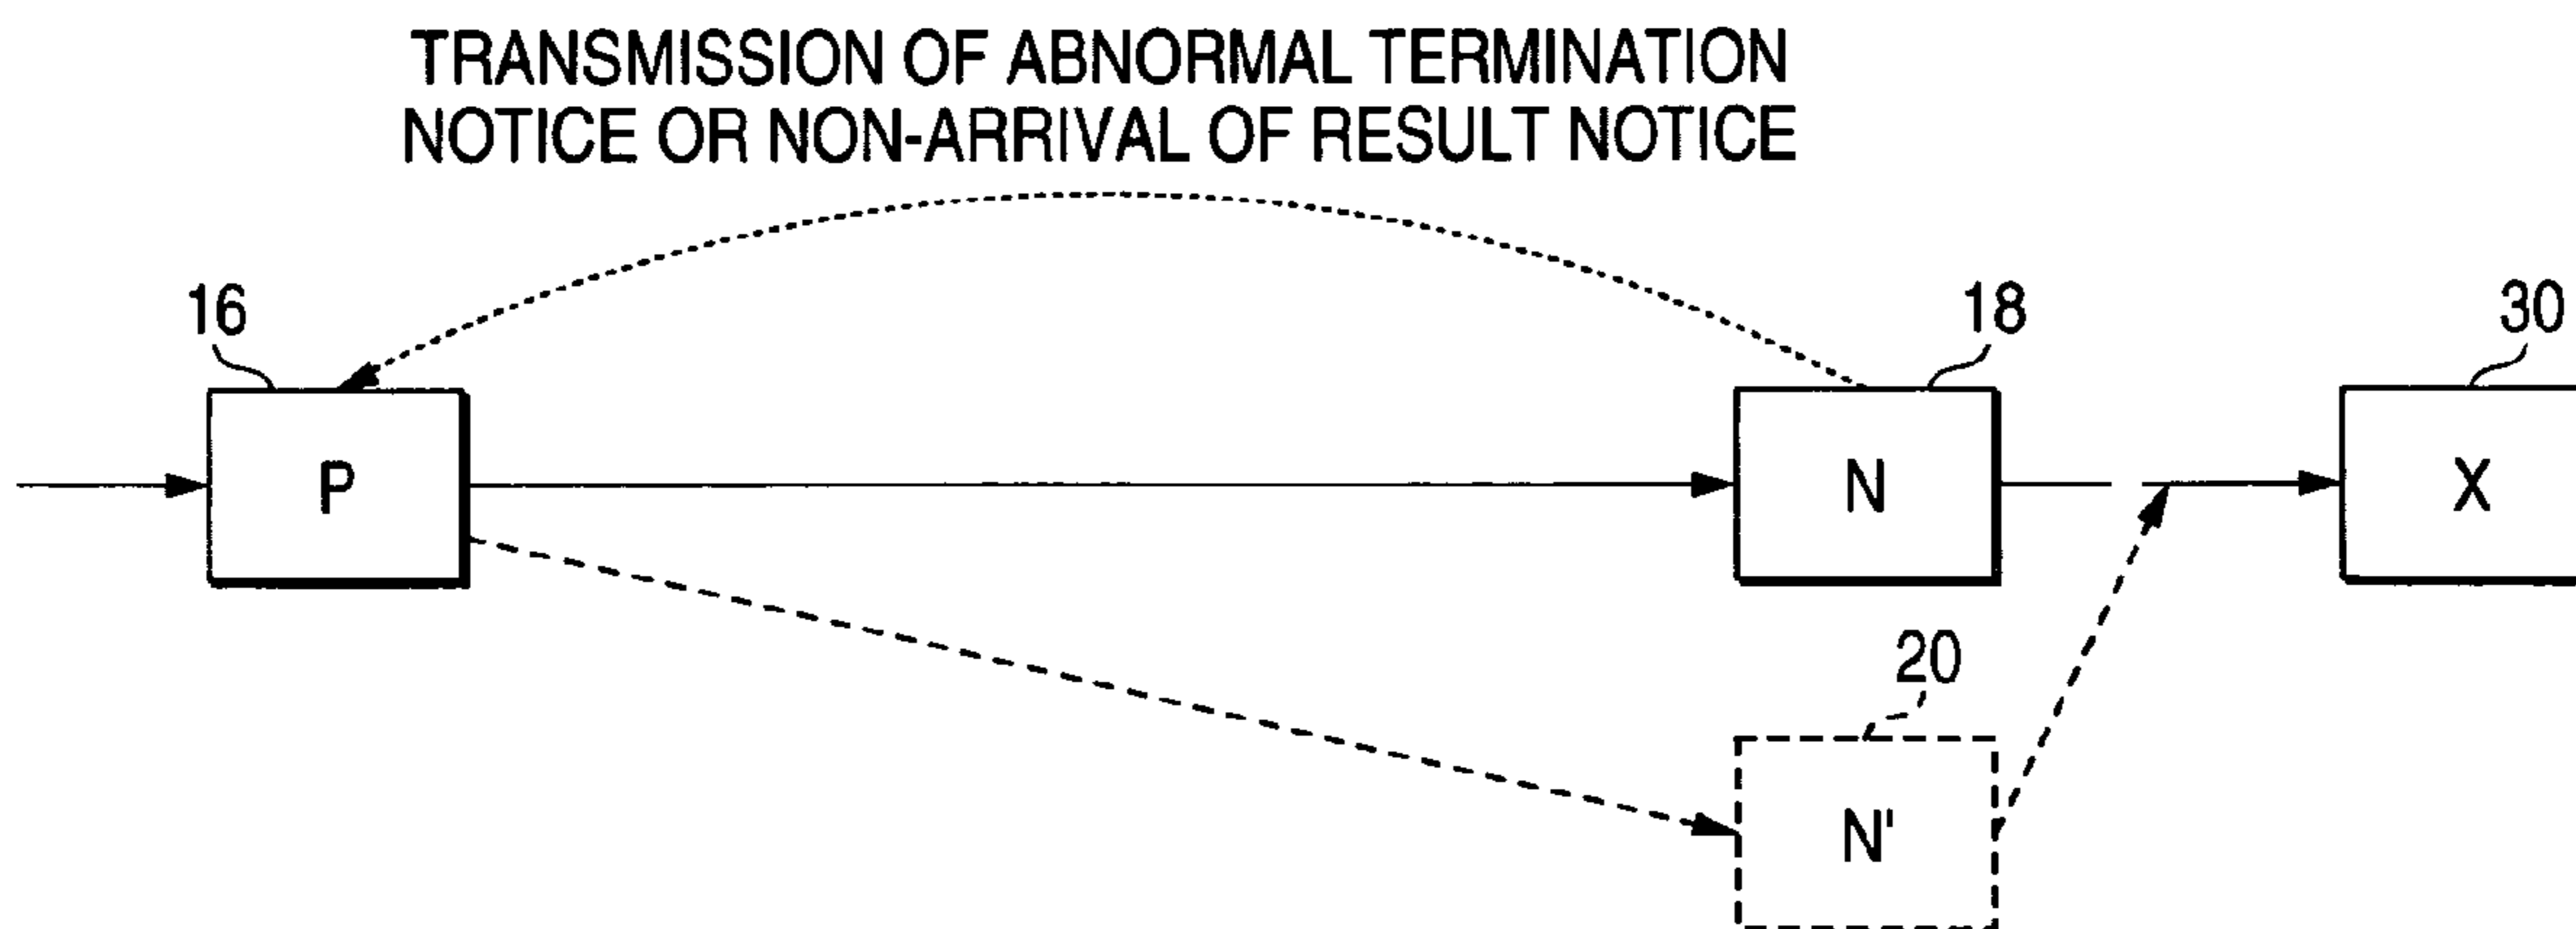 TRANSMISSION OF ABNORMAL TERMINATION
NOTICE OR NON-ARRIVAL OF RESULT NOTICE
16
18
30
P
N
X
20
N'